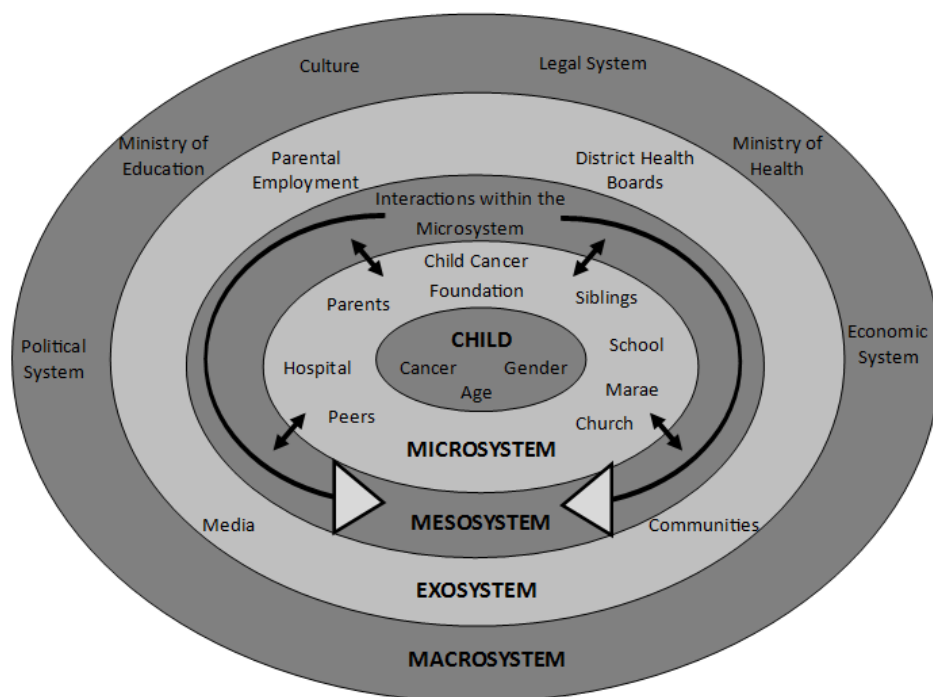 Culture
Legal System
Ministry of
Education
Ministry of
Health
Parental
Employment
District Health
Boards
Interactions within the
Microsystem
Child Cancer
Foundation
Parents
Siblings
Political
System
Economic
System
Hospital
School
CHILD
Cancer
Gender
Age
Marae
Peers
Church
MICROSYSTEM
Media
MESOSYSTEM
Communities
EXOSYSTEM
MACROSYSTEM